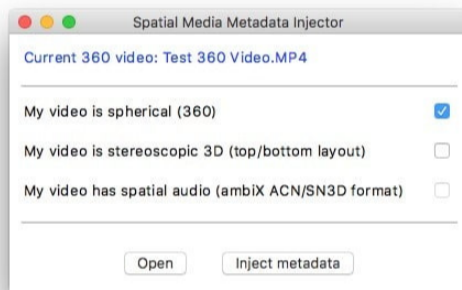 Spatial Media Metadata Injector
Current 360 video: Test 360 Video.MP4
My video is spherical (360)
My video is stereoscopic 3D (top/bottom layout)
My video has spatial audio (ambiX ACN/SN3D format)
Open
Inject metadata